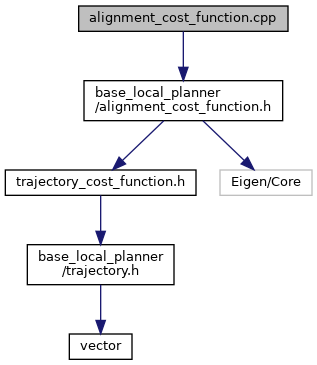 alignment_cost_function.cpp
base_local_planner
/alignment_cost_function.h
trajectory_cost_function.h
Eigen/Core
base_local_planner
/trajectory.h
vector